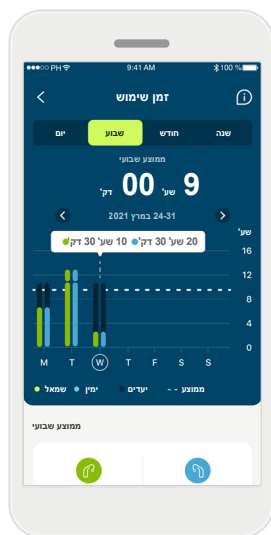 PH 9:41 AM 100 %
זמן שימוש
שנה חודש שבוע יום
ממוצע שבועי
9 שע' 00 דק'
24-31 במרץ 2021
שע'
20 שע' 30 דק' 10 שע' 30 דק'
16
12
8
4
0
M T W T F S S
ממוצע יעדים ימין שמאל
ממוצע שבועי